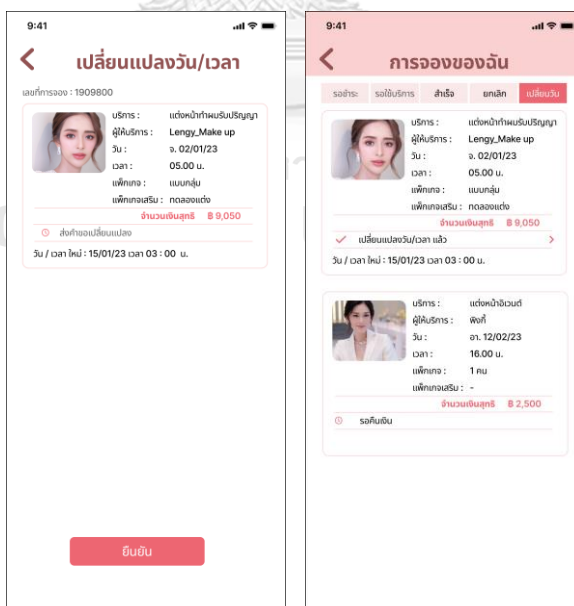 9:41
เปลี่ยนแปลงวัน/เวลา
เลขที่การจอง : 1909800
บริการ : แต่งหน้าทำผมรับปริญญา
ผู้ให้บริการ : Lengy_Make up
วัน : จ. 02/01/23
เวลา : 05.00 น.
แพ็กเกจ : แบบกลุ่ม
แพ็กเกจเสริม : ทดลองแต่ง
จำนวนเงินสุทธิ ฿ 9,050
ส่งคำขอเปลี่ยนแปลง
วัน / เวลา ใหม่ : 15/01/23 เวลา 03 : 00 น.
ยืนยัน
9:41
การจองของฉัน
รอชำระ รอใช้บริการ สำเร็จ ยกเลิก เปลี่ยนวัน
บริการ : แต่งหน้าทำผมรับปริญญา
ผู้ให้บริการ : Lengy_Make up
วัน : จ. 02/01/23
เวลา : 05.00 น.
แพ็กเกจ : แบบกลุ่ม
แพ็กเกจเสริม : ทดลองแต่ง
จำนวนเงินสุทธิ ฿ 9,050
เปลี่ยนแปลงวัน/เวลา แล้ว
วัน / เวลา ใหม่ : 15/01/23 เวลา 03 : 00 น.
บริการ : แต่งหน้าอิเวนต์
ผู้ให้บริการ : พิงกี้
วัน : อา. 12/02/23
เวลา : 16.00 น.
แพ็กเกจ : 1 คน
แพ็กเกจเสริม : -
จำนวนเงินสุทธิ ฿ 2,500
รอคืนเงิน